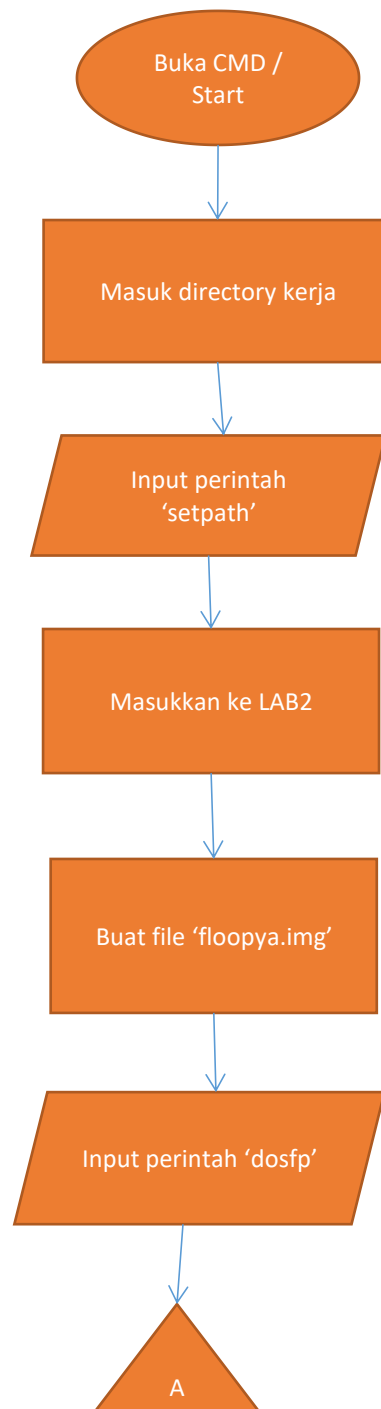 Buka CMD /
Start
Masuk directory kerja
Input perintah
‘setpath’
Masukkan ke LAB2
Buat file ‘floopya.img’
Input perintah ‘dosfp’
A